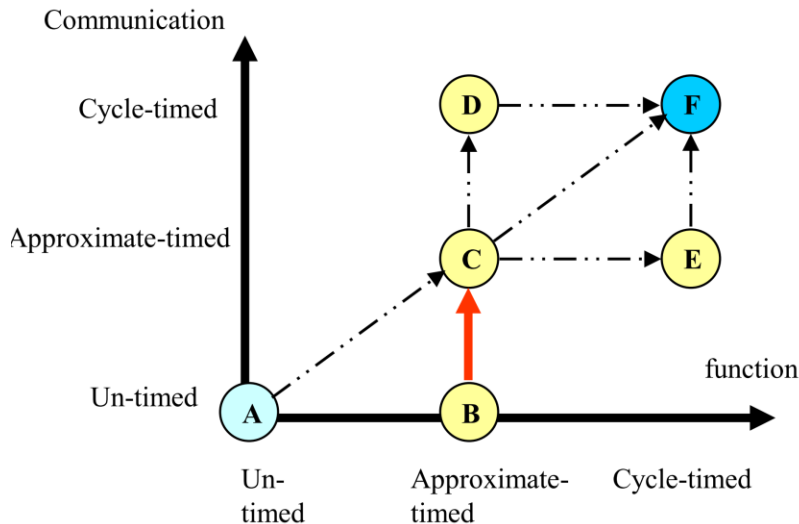 Communication
Cycle-timed
D
F
Approximate-timed
C
E
function
Un-timed
A
B
Un-
timed
Approximate-
timed
Cycle-timed